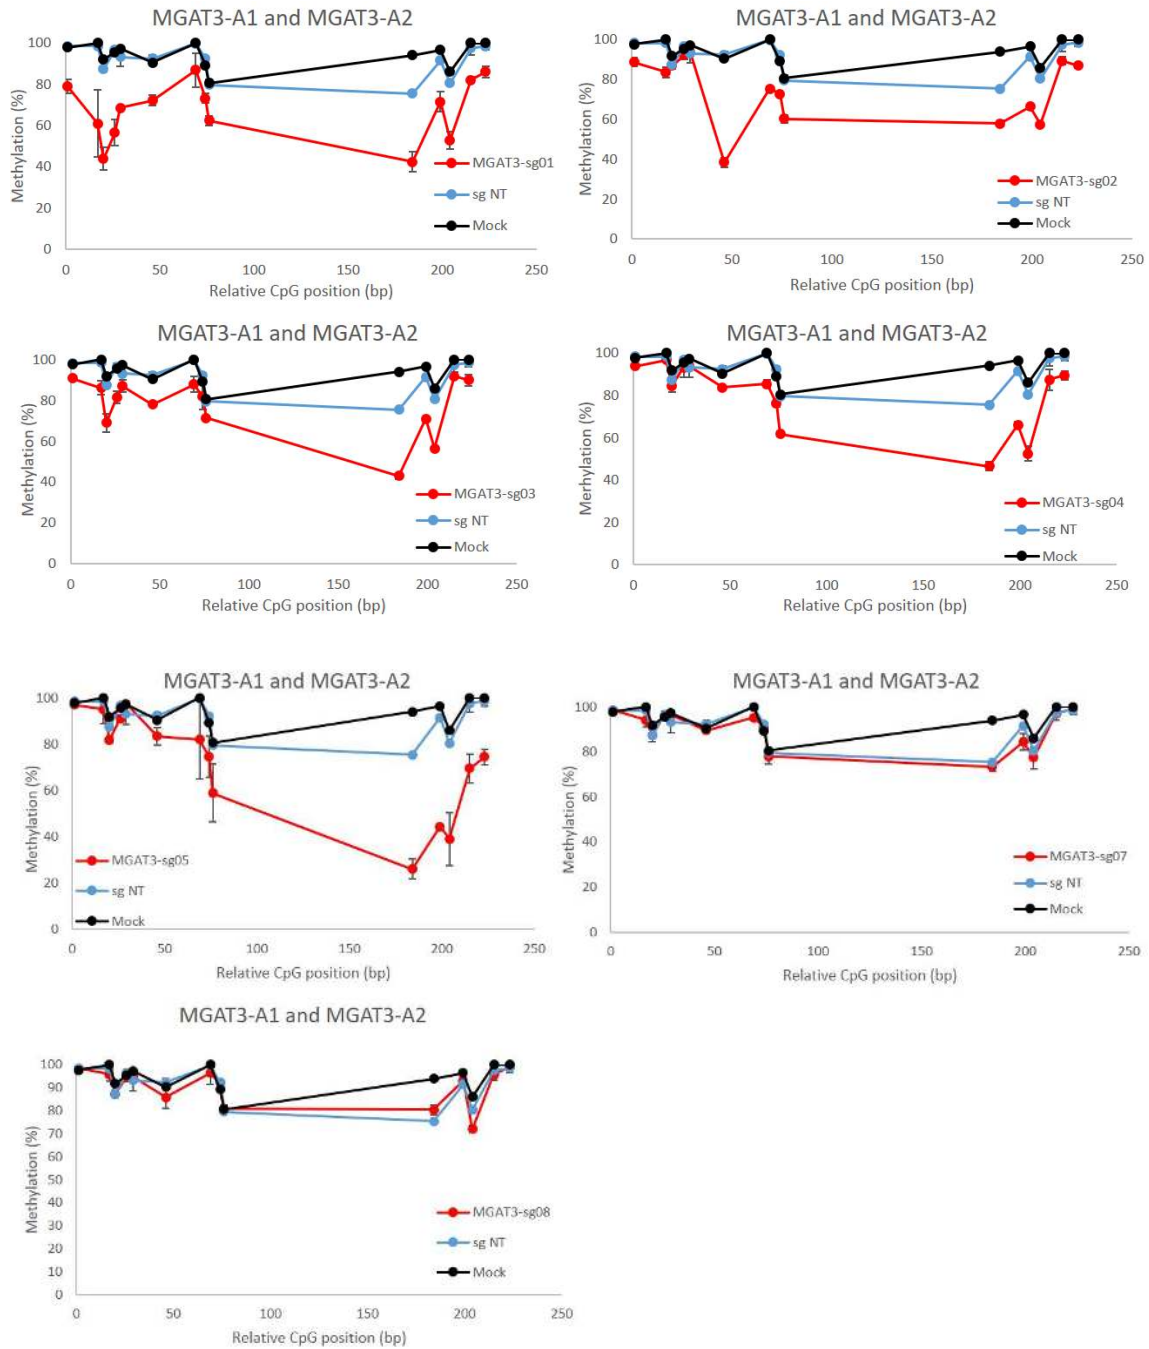 MGAT3-A1 and MGAT3-A2
Methylation (%)
100
80
60
40
20
0
0 50 100 150 200 250
Relative CpG position (bp)
MGAT3-sg01
sg NT
Mock
MGAT3-A1 and MGAT3-A2
Methylation (%)
100
80
60
40
20
0
0 50 100 150 200 250
Relative CpG position (bp)
MGAT3-sg02
sg NT
Mock
MGAT3-A1 and MGAT3-A2
Methylation (%)
100
80
60
40
20
0
0 50 100 150 200 250
Relative CpG position (bp)
MGAT3-sg03
sg NT
Mock
MGAT3-A1 and MGAT3-A2
Merhylation (%)
100
80
60
40
20
0
0 50 100 150 200 250
Relative CpG position (bp)
MGAT3-sg04
sg NT
Mock
MGAT3-A1 and MGAT3-A2
Methylation (%)
100
80
60
40
20
0
0 50 100 150 200 250
Relative CpG position (bp)
MGAT3-sg05
sg NT
Mock
MGAT3-A1 and MGAT3-A2
Methylation (%)
100
80
60
40
20
0
0 50 100 150 200 250
Relative CpG position (bp)
MGAT3-sg07
sg NT
Mock
MGAT3-A1 and MGAT3-A2
Methylation (%)
100
90
80
70
60
50
40
30
20
10
0
0 50 100 150 200 250
Relative CpG position (bp)
MGAT3-sg08
sg NT
Mock